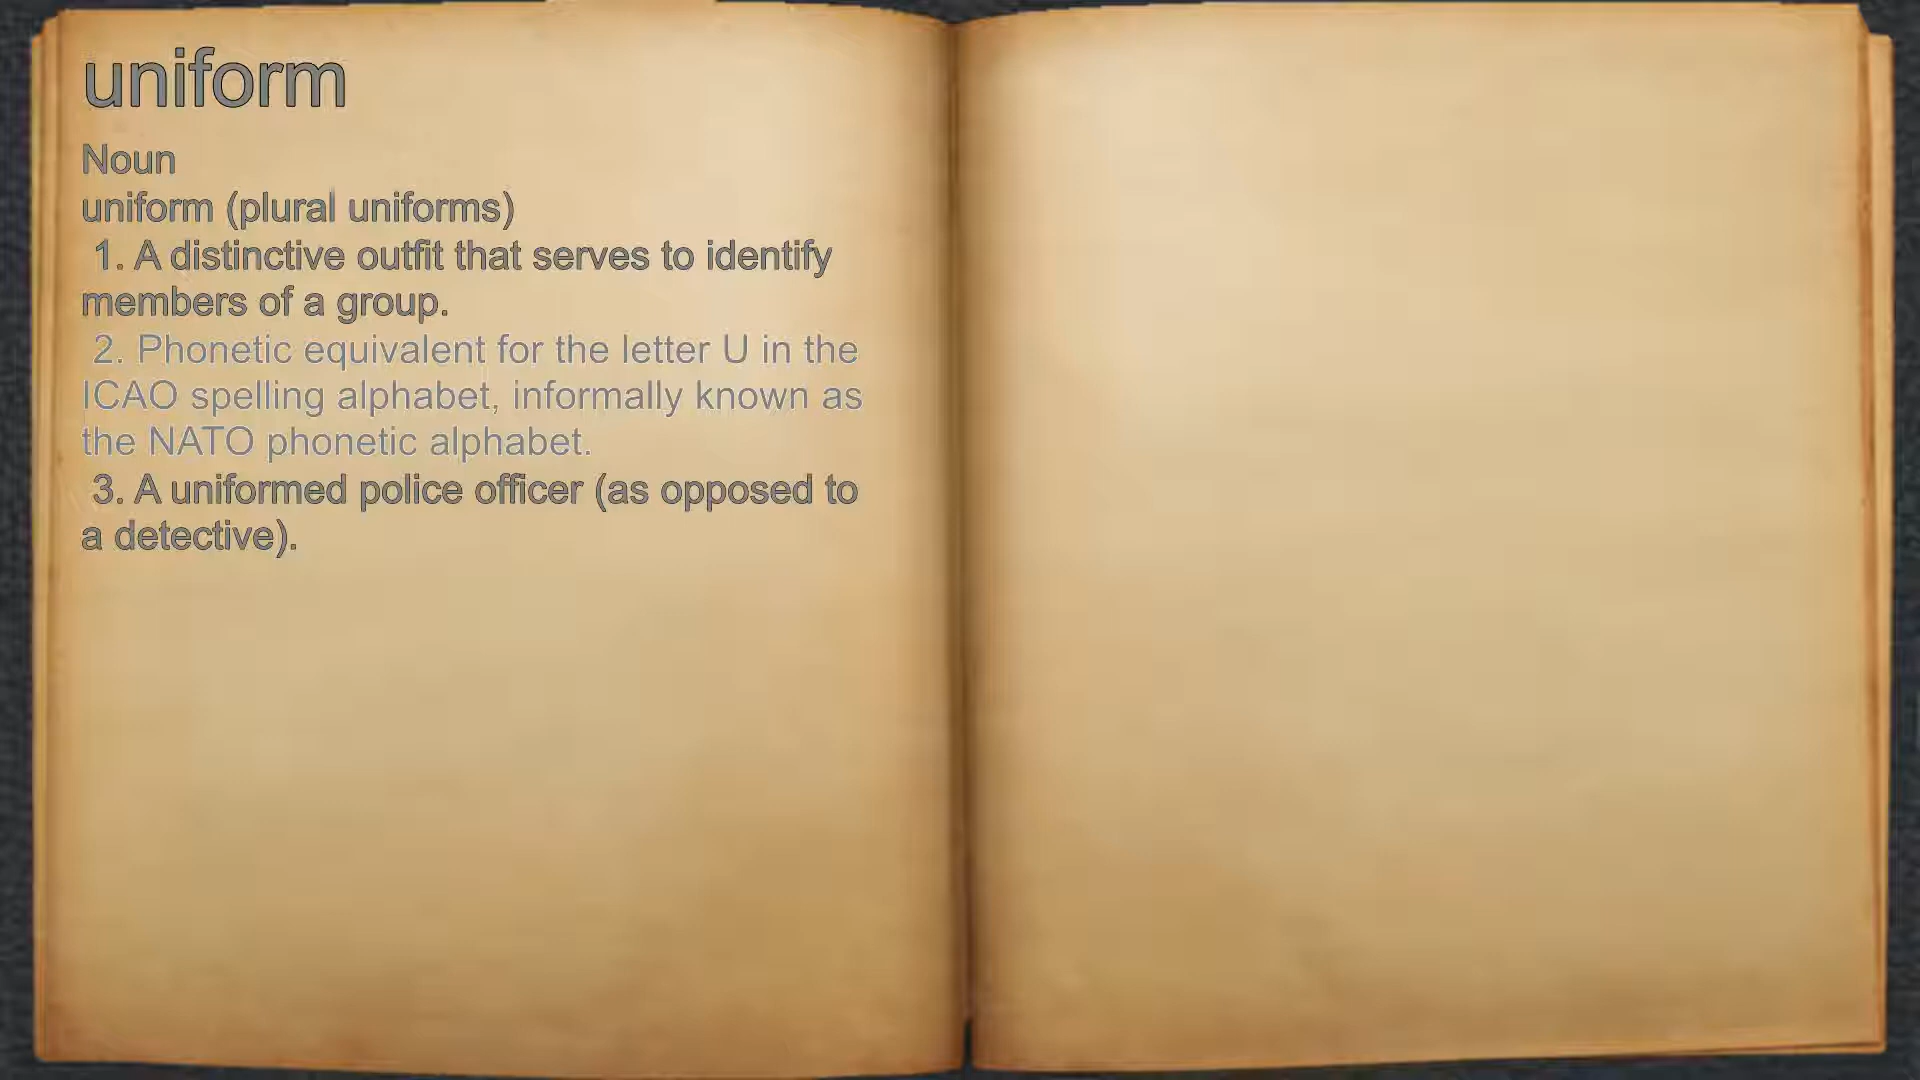 uniform
Noun
uniform (plural uniforms)
1. A distinctive outfit that serves to identify
members of a group.
2. Phonetic equivalent for the letter U in the
ICAO spelling alphabet, informally known as
the NATO phonetic alphabet.
3. A uniformed police officer (as opposed to
a detective).